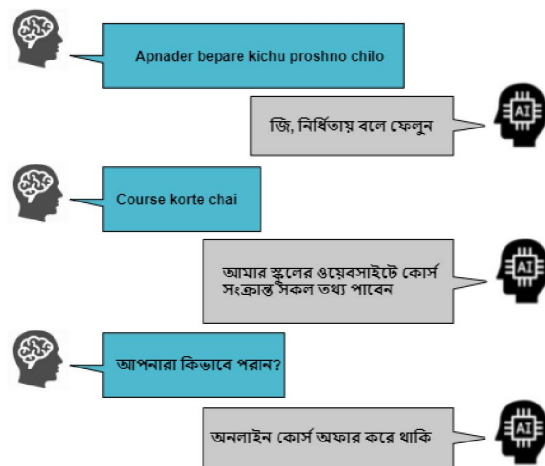 Apnader bepare kichu proshno chilo
জি, নির্ধিতায় বলে ফেলুন
Course korte chai
আমার স্কুলের ওয়েবসাইটে কোর্স
সংক্রান্ত সকল তথ্য পাবেন
আপনারা কিভাবে পরান?
অনলাইন কোর্স অফার করে থাকি
AI
AI
AI